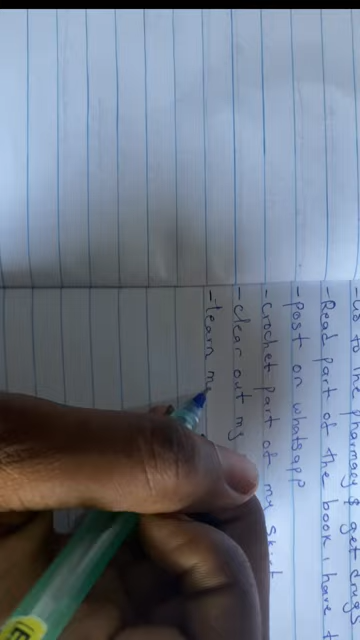 - Go to the pharmacy & get drugs
- Read part of the book i have t
- post on whatsapp
- crochet part of my
- clear out my
- learn m